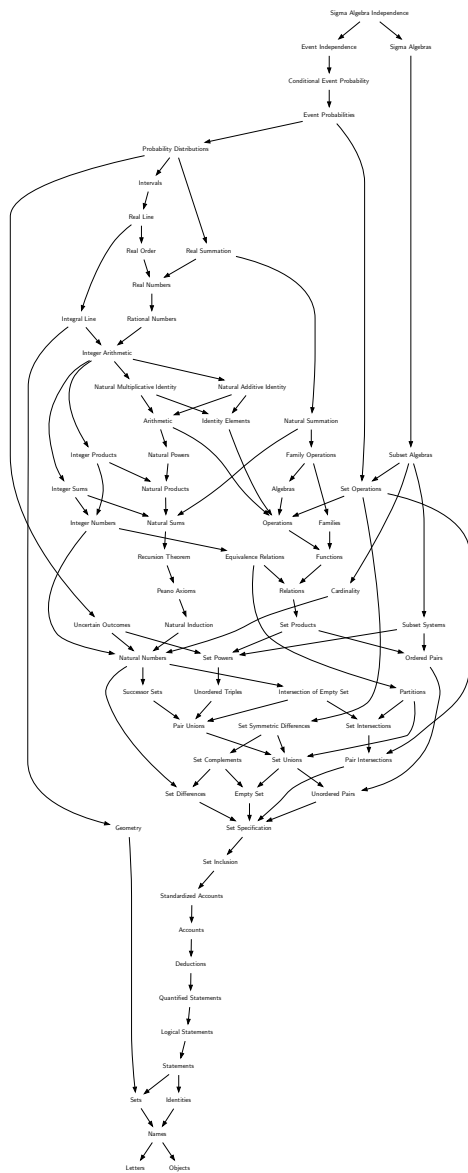 Sigma Algebra Independence
Event Independence
Sigma Algebras
Conditional Event Probability
Event Probabilities
Probability Distributions
Intervals
Real Line
Real Order
Real Summation
Real Numbers
Integral Line
Rational Numbers
Integer Arithmetic
Natural Multiplicative Identity
Natural Additive Identity
Arithmetic
Identity Elements
Natural Summation
Integer Products
Natural Powers
Family Operations
Subset Algebras
Integer Sums
Natural Products
Algebras
Set Operations
Integer Numbers
Natural Sums
Operations
Families
Recursion Theorem
Equivalence Relations
Functions
Peano Axioms
Relations
Cardinality
Uncertain Outcomes
Natural Induction
Set Products
Subset Systems
Natural Numbers
Set Powers
Ordered Pairs
Successor Sets
Unordered Triples
Intersection of Empty Set
Partitions
Pair Unions
Set Symmetric Differences
Set Intersections
Set Complements
Set Unions
Pair Intersections
Set Differences
Empty Set
Unordered Pairs
Geometry
Set Specification
Set Inclusion
Standardized Accounts
Accounts
Deductions
Quantified Statements
Logical Statements
Statements
Sets
Identities
Names
Letters
Objects